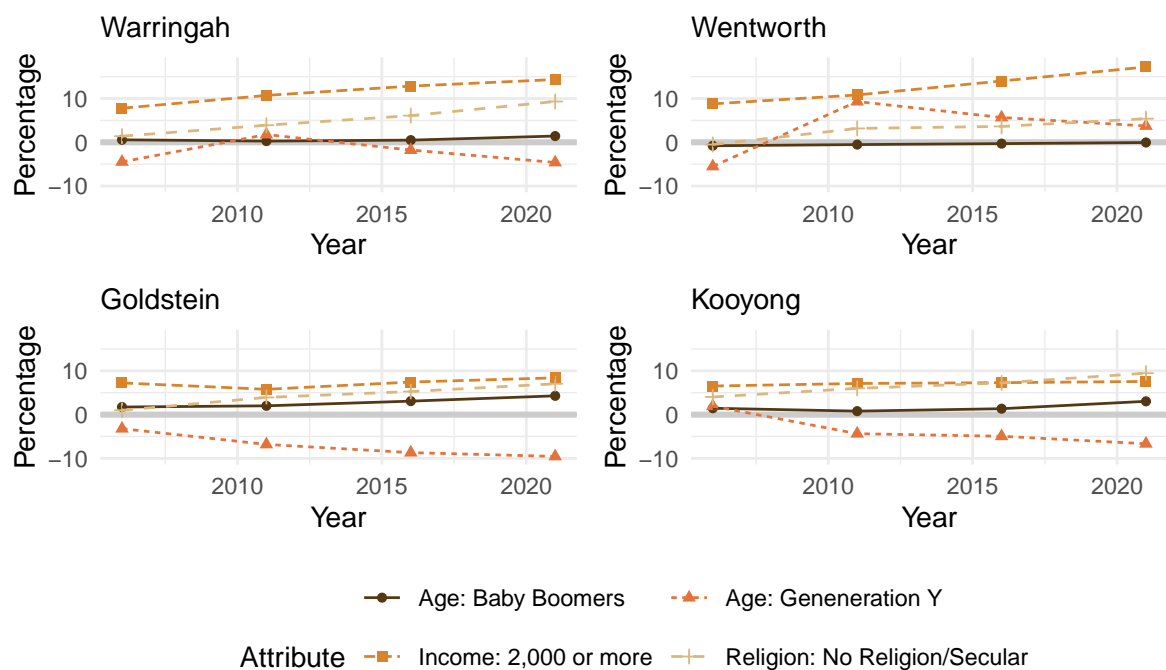 Warringah
Wentworth
Percentage
10
0
−10
2010
2015
2020
Year
Percentage
10
0
−10
2010
2015
2020
Year
Goldstein
Kooyong
Percentage
10
0
−10
2010
2015
2020
Year
Percentage
10
0
−10
2010
2015
2020
Year
Age: Baby Boomers
Age: Geneneration Y
Attribute
Income: 2,000 or more
Religion: No Religion/Secular